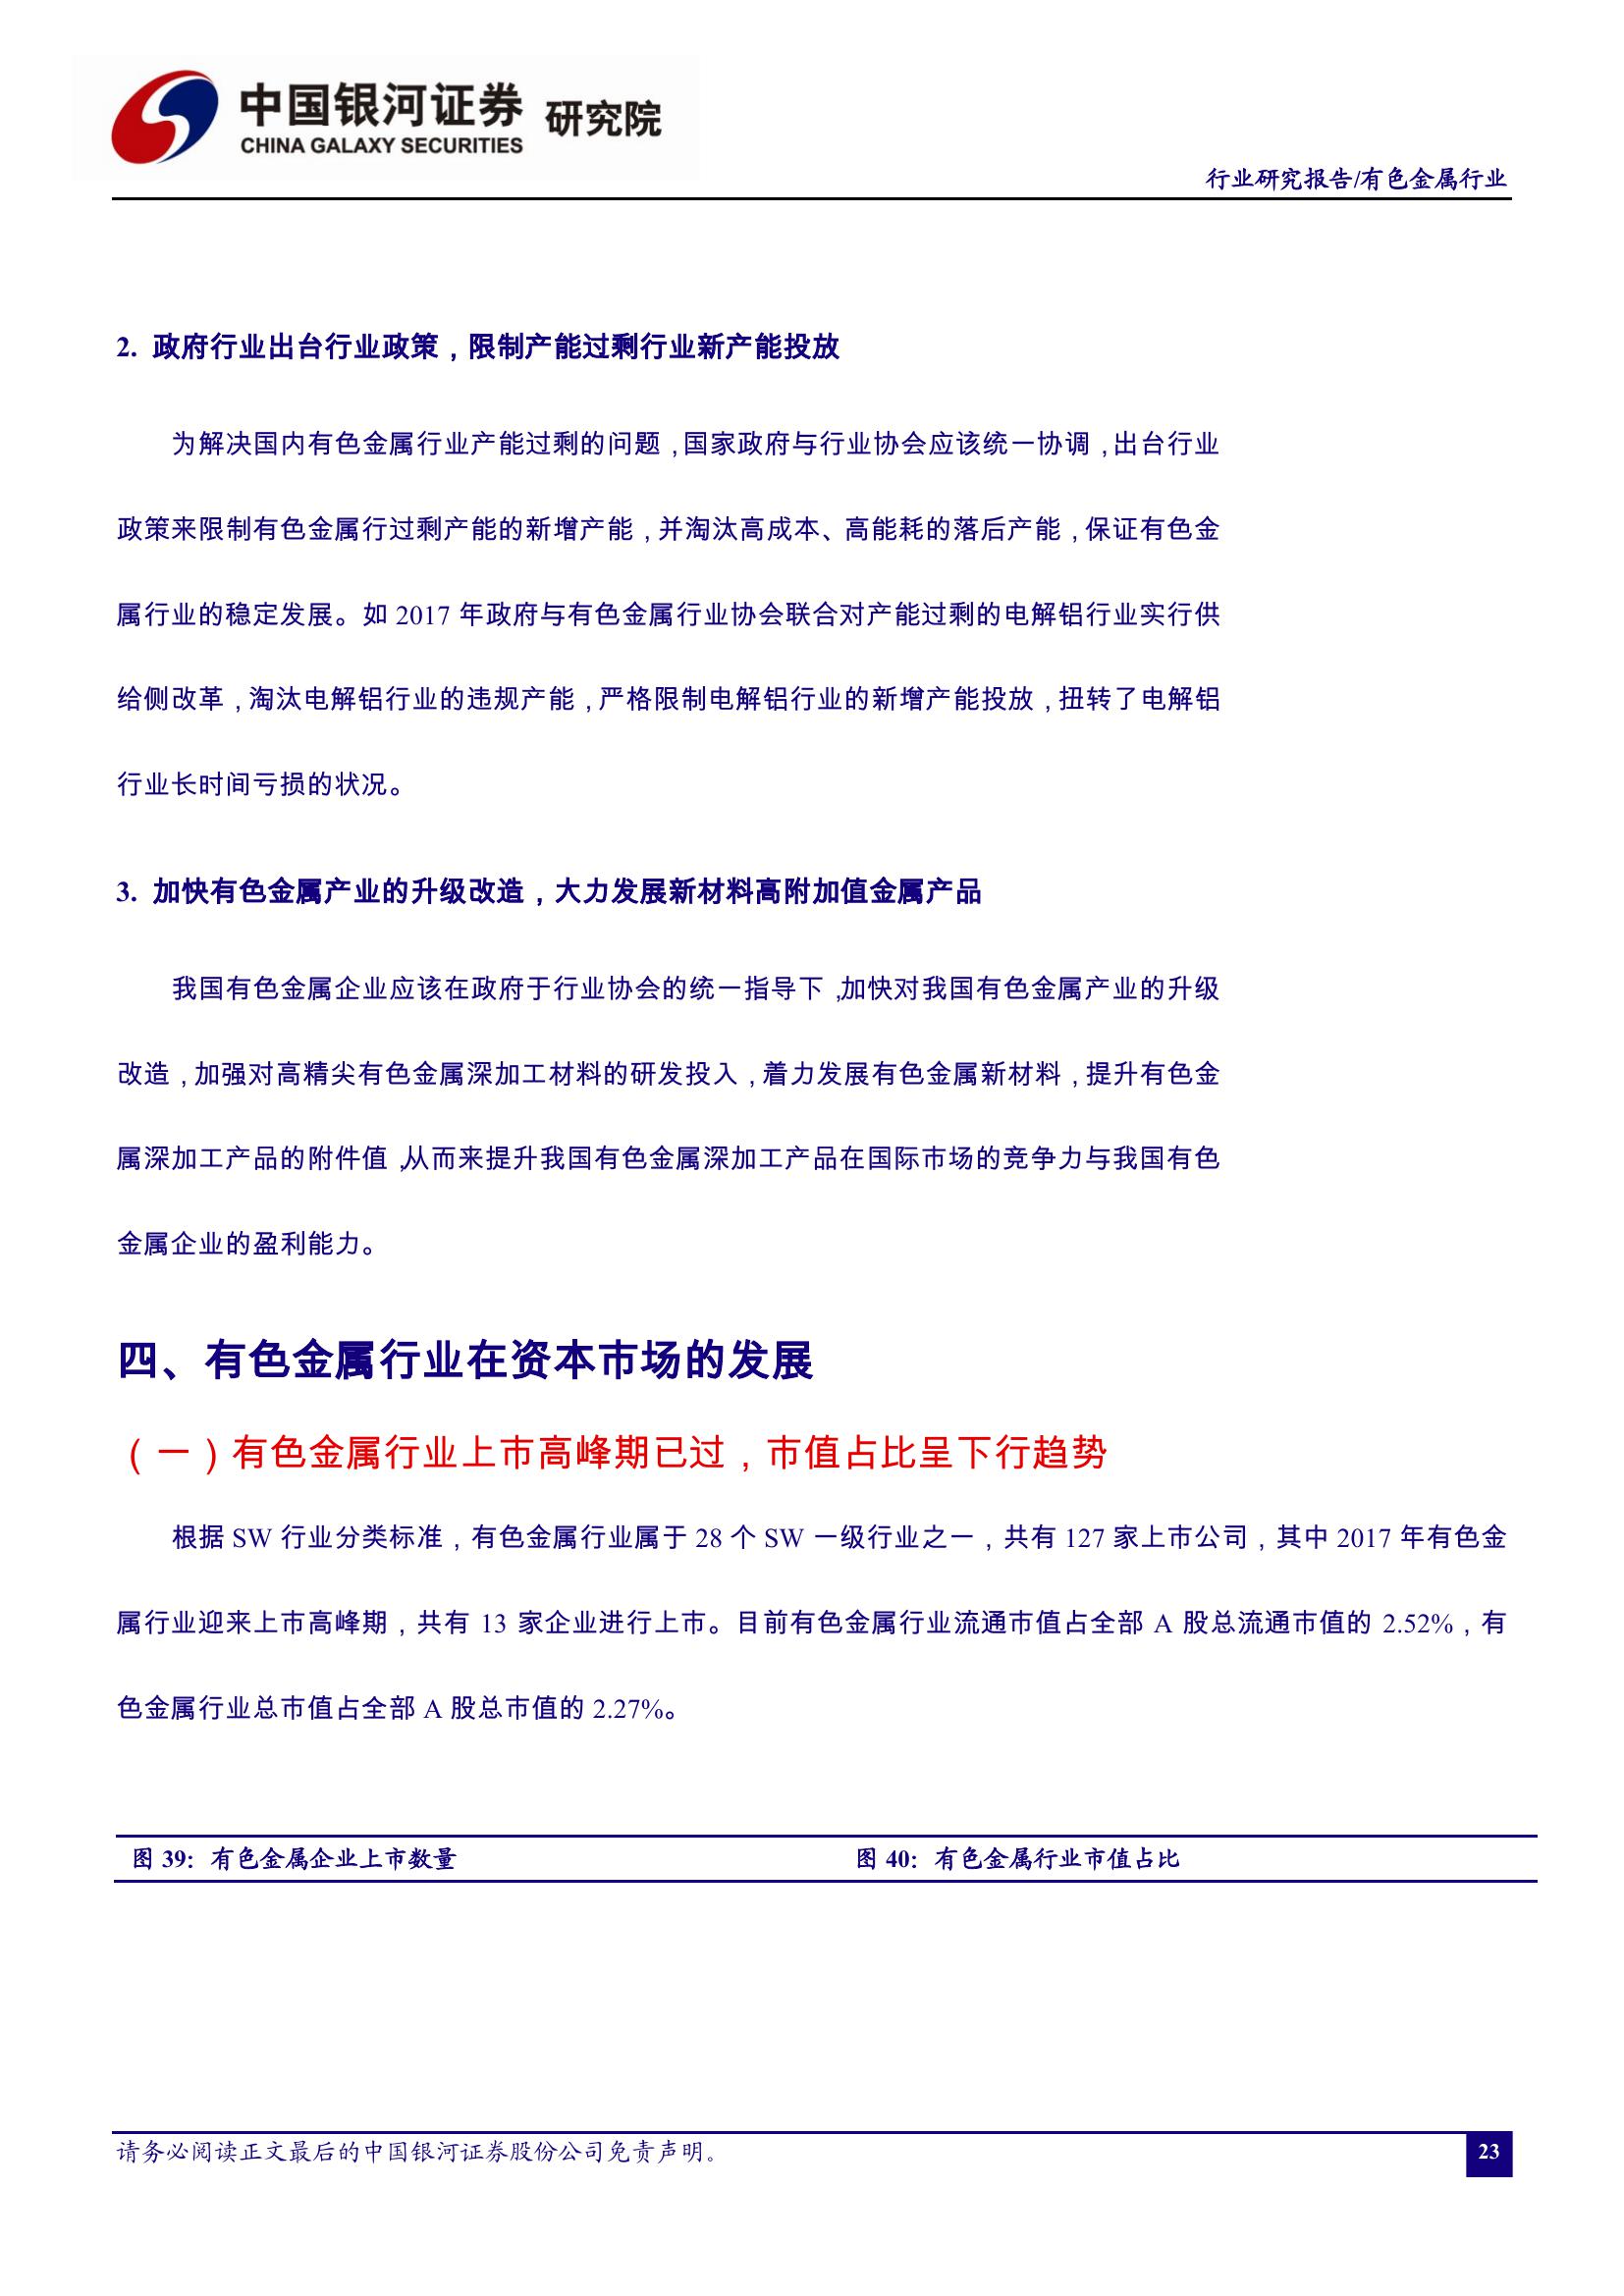 中国银河证券 研究院
CHINA GALAXY SECURITIES
行业研究报告/有色金属行业
2. 政府行业出台行业政策，限制产能过剩行业新产能投放
为解决国内有色金属行业产能过剩的问题，国家政府与行业协会应该统一协调，出台行业
政策来限制有色金属行过剩产能的新增产能，并淘汰高成本、高能耗的落后产能，保证有色金
属行业的稳定发展。如 2017 年政府与有色金属行业协会联合对产能过剩的电解铝行业实行供
给侧改革，淘汰电解铝行业的违规产能，严格限制电解铝行业的新增产能投放，扭转了电解铝
行业长时间亏损的状况。
3. 加快有色金属产业的升级改造，大力发展新材料高附加值金属产品
我国有色金属企业应该在政府于行业协会的统一指导下，加快对我国有色金属产业的升级
改造，加强对高精尖有色金属深加工材料的研发投入，着力发展有色金属新材料，提升有色金
属深加工产品的附件值，从而来提升我国有色金属深加工产品在国际市场的竞争力与我国有色
金属企业的盈利能力。
四、有色金属行业在资本市场的发展
（一）有色金属行业上市高峰期已过，市值占比呈下行趋势
根据 SW 行业分类标准，有色金属行业属于 28 个 SW 一级行业之一，共有 127 家上市公司，其中 2017 年有色金
属行业迎来上市高峰期，共有 13 家企业进行上市。目前有色金属行业流通市值占全部 A 股总流通市值的 2.52%，有
色金属行业总市值占全部 A 股总市值的 2.27%。
图 39：有色金属企业上市数量
图 40：有色金属行业市值占比
请务必阅读正文最后的中国银河证券股份公司免责声明。
23